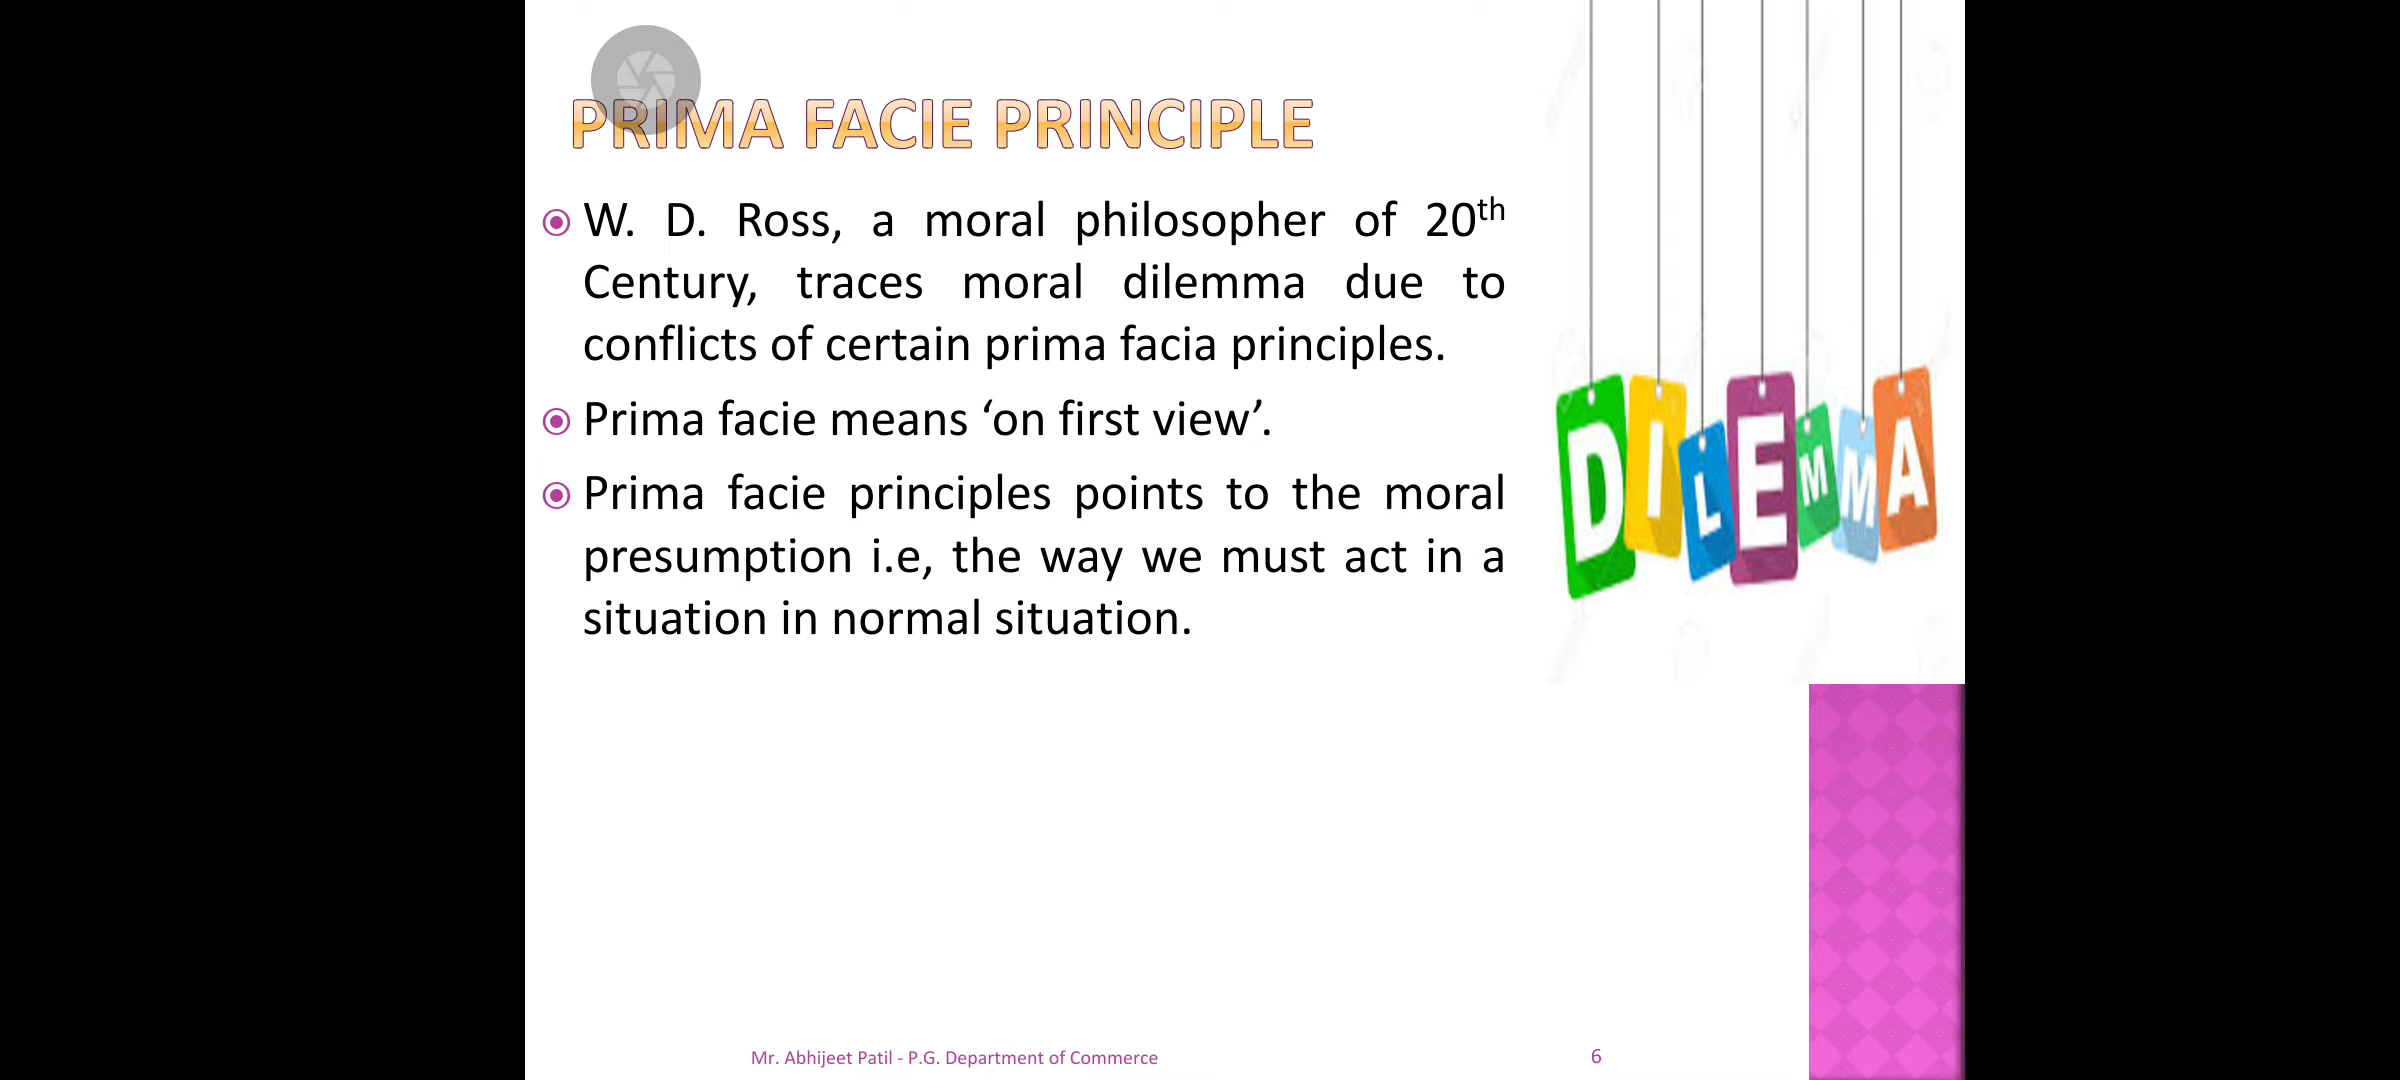 PRIMA FACIE PRINCIPLE
W. D. Ross, a moral philosopher of 20th
Century, traces moral dilemma due to
conflicts of certain prima facia principles.
Prima facie means ‘on first view’.
Prima facie principles points to the moral
presumption i.e, the way we must act in a
situation in normal situation.
DILEMMA
Mr. Abhijeet Patil - P.G. Department of Commerce
6